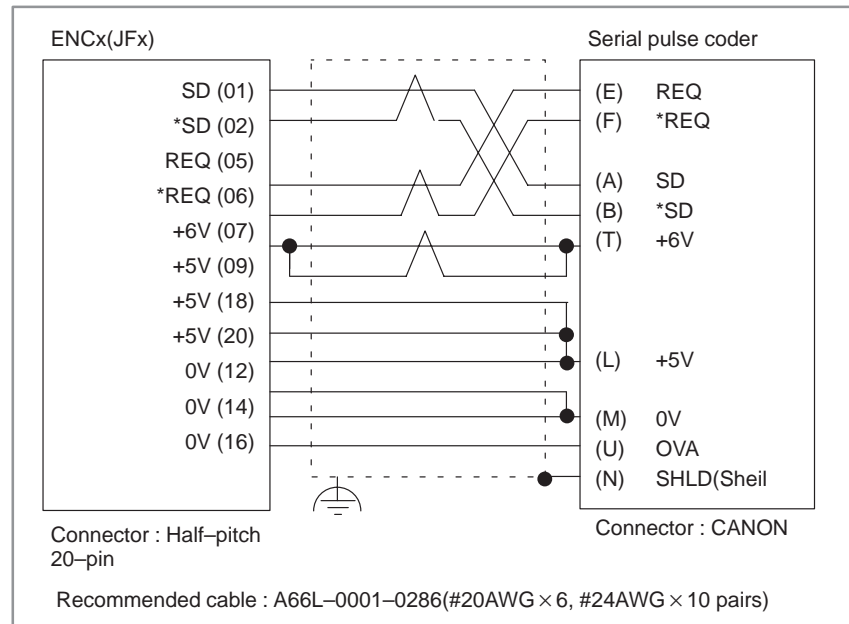 ENCx(JFx)
Serial pulse coder
SD (01)
*SD (02)
REQ (05)
*REQ (06)
+6V (07)
+5V (09)
+5V (18)
+5V (20)
0V (12)
0V (14)
0V (16)
(E) REQ
(F) *REQ
(A) SD
(B) *SD
(T) +6V
(L) +5V
(M) 0V
(U) OVA
(N) SHLD(Sheil
Connector : Half–pitch
20–pin
Connector : CANON
Recommended cable : A66L–0001–0286(#20AWG × 6, #24AWG × 10 pairs)